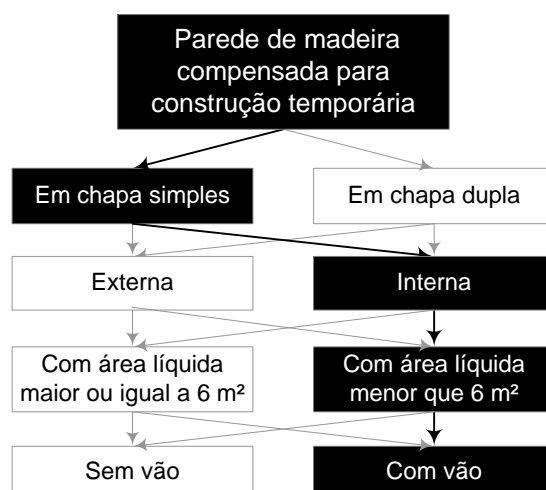 Parede de madeira
compensada para
construção temporária
Em chapa simples
Em chapa dupla
Externa
Interna
Com área líquida
maior ou igual a 6 m²
Com área líquida
menor que 6 m²
Sem vão
Com vão